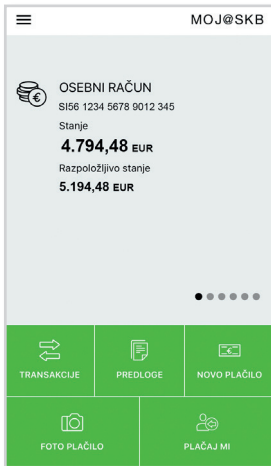 MOJ@SKB
OSEBNI RAČUN
SI56 1234 5678 9012 345
Stanje
4.794,48 EUR
Razpoložljivo stanje
5.194,48 EUR
TRANSAKCIJE
PREDLOGE
NOVO PLAČILO
FOTO PLAČILO
PLAČAJ MI